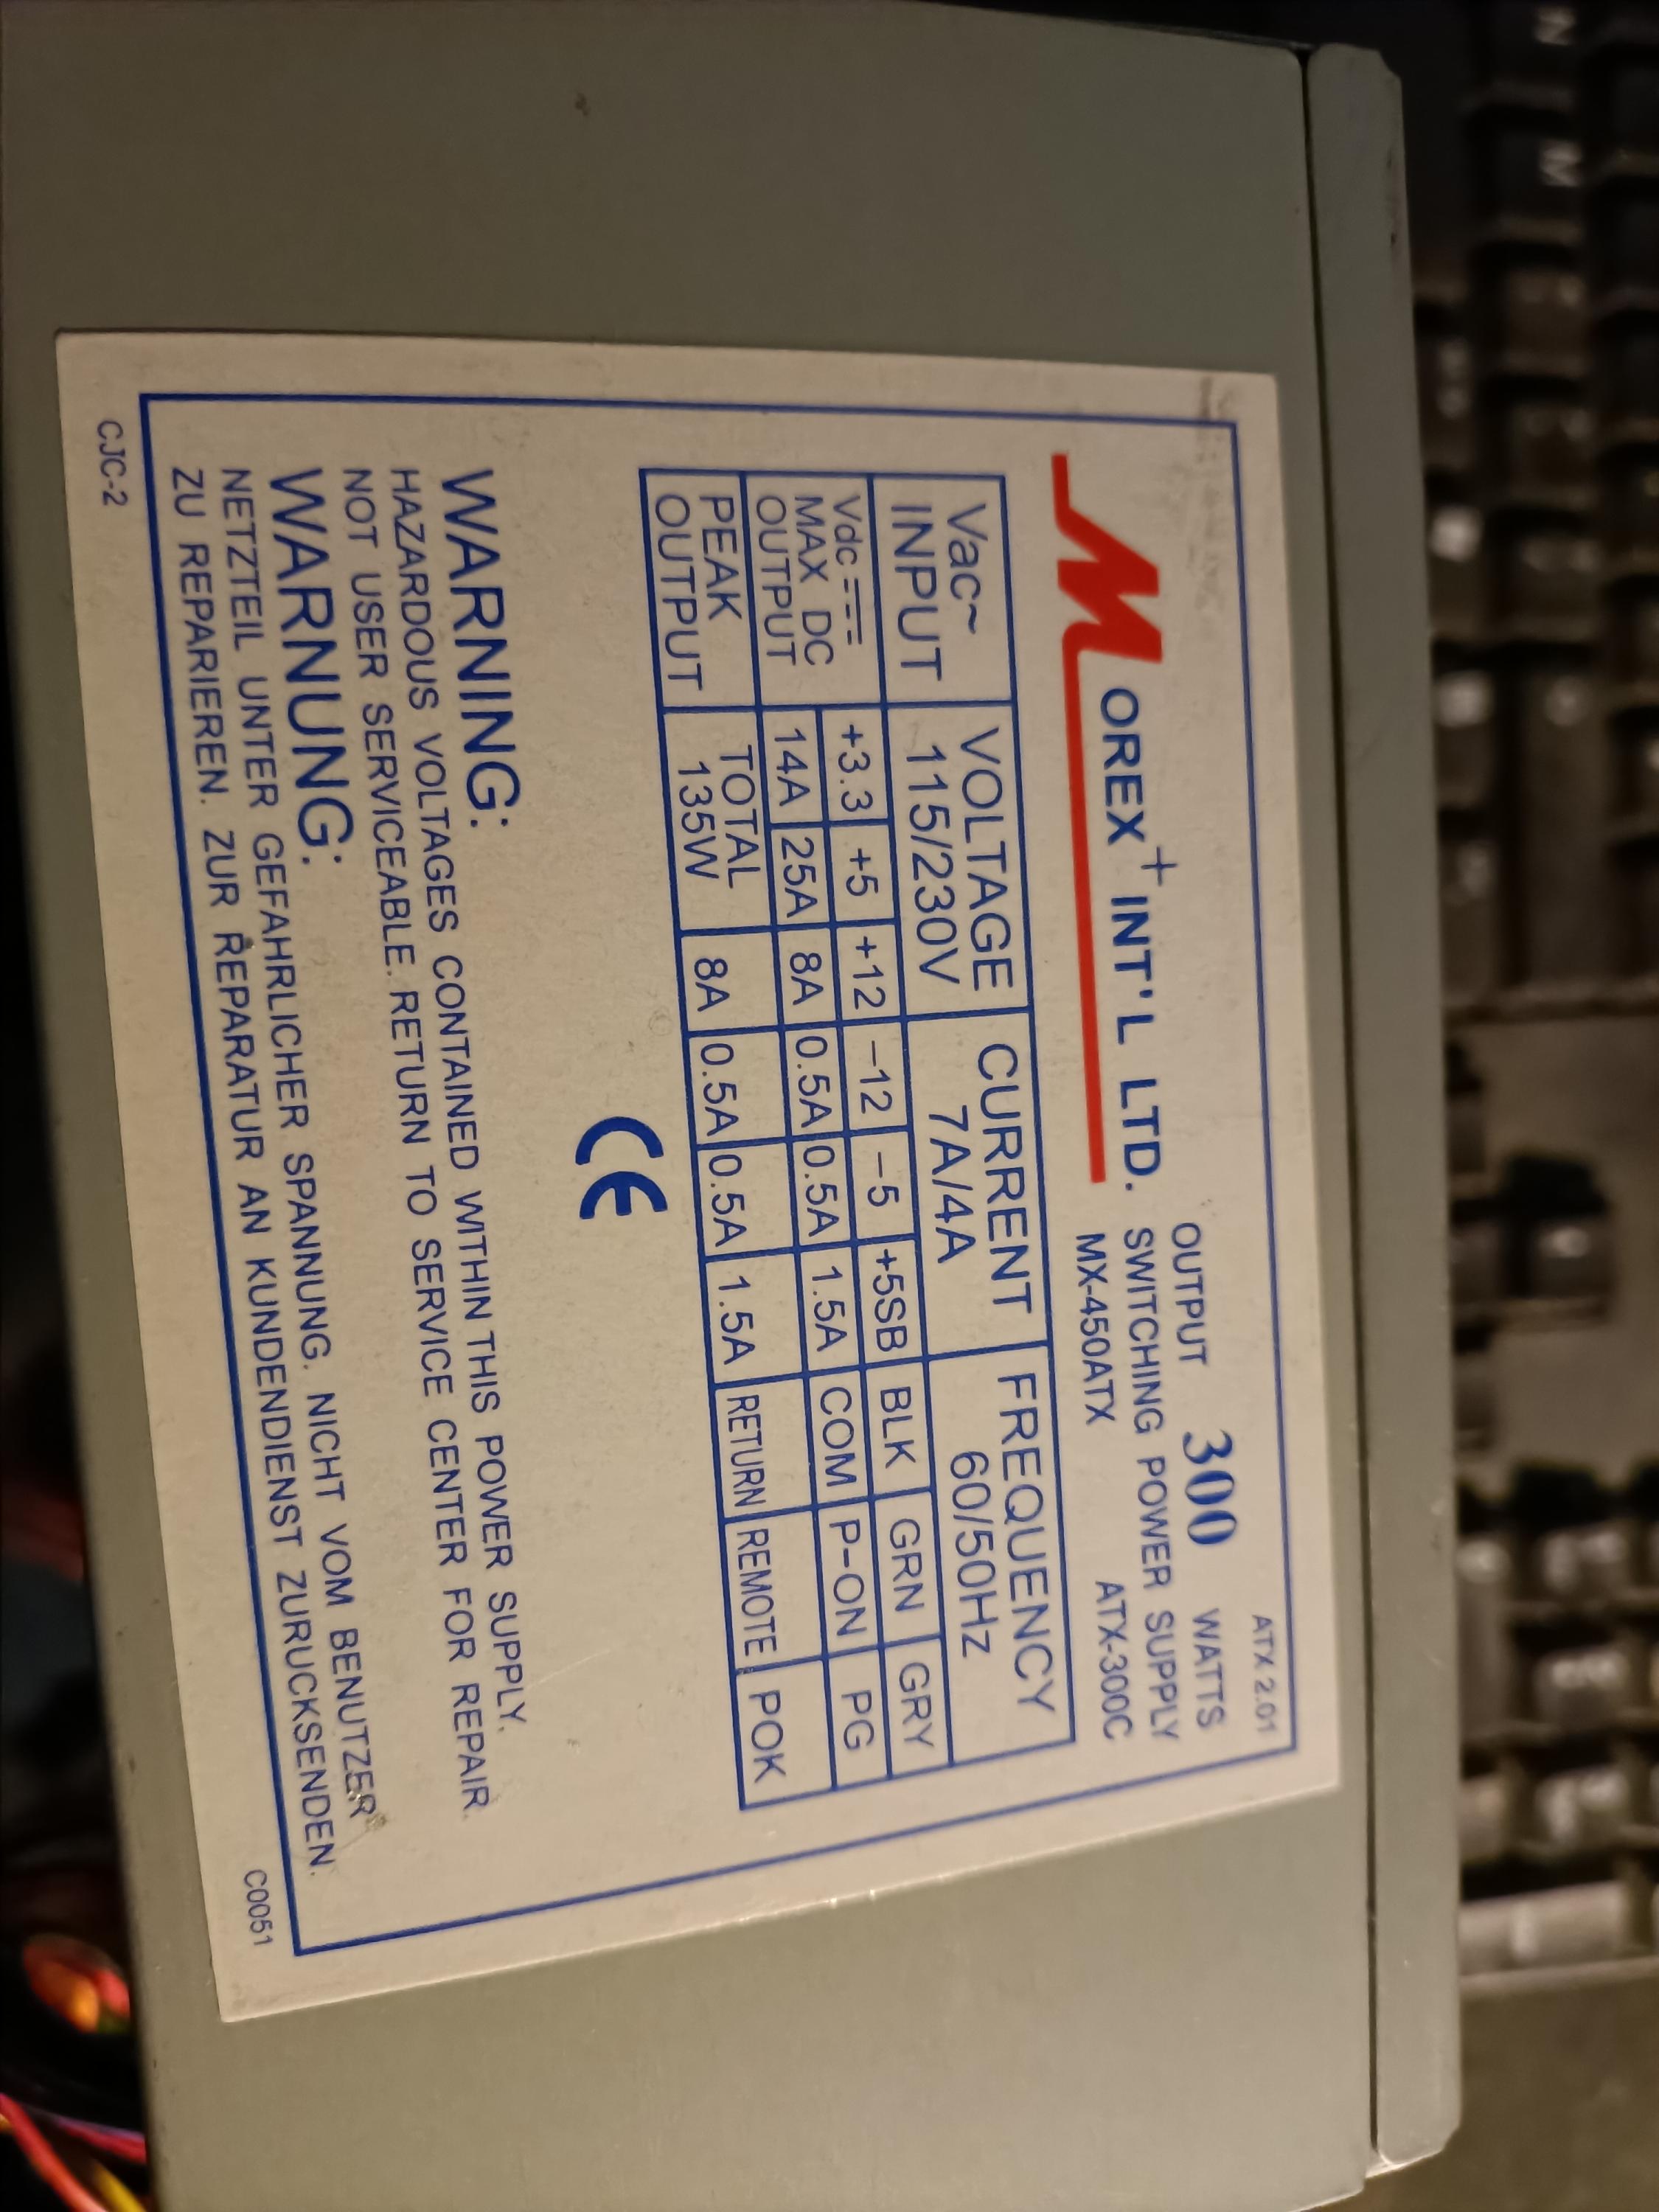 ATX 2.01
MOREX+ INT'L LTD.
OUTPUT 300 WATTS
SWITCHING POWER SUPPLY
MX-450ATX ATX-300C
Vac~ INPUT VOLTAGE 115/230V CURRENT 7A/4A FREQUENCY 60/50Hz
Vdc⎓ MAX DC OUTPUT +3.3 +5 +12 -12 -5 +5SB BLK GRN GRY
14A 25A 8A 0.5A 0.5A 1.5A COM P-ON PG
PEAK OUTPUT TOTAL 135W 8A 0.5A 0.5A 1.5A RETURN REMOTE POK
CE
WARNING:
HAZARDOUS VOLTAGES CONTAINED WITHIN THIS POWER SUPPLY.
NOT USER SERVICEABLE. RETURN TO SERVICE CENTER FOR REPAIR.
WARNUNG:
NETZTEIL UNTER GEFAHRLICHER SPANNUNG. NICHT VOM BENUTZER
ZU REPARIEREN. ZUR REPARATUR AN KUNDENDIENST ZURUCKSENDEN.
CJC-2 C0051